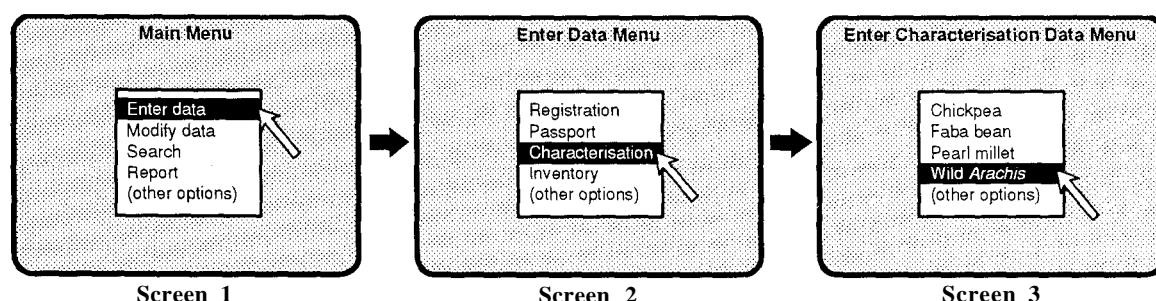 Main Menu
Enter data
Modify data
Search
Report
(other options)
Screen 1
Enter Data Menu
Registration
Passport
Characterisation
Inventory
(other options)
Screen 2
Enter Characterisation Data Menu
Chickpea
Faba bean
Pearl millet
Wild Arachis
(other options)
Screen 3